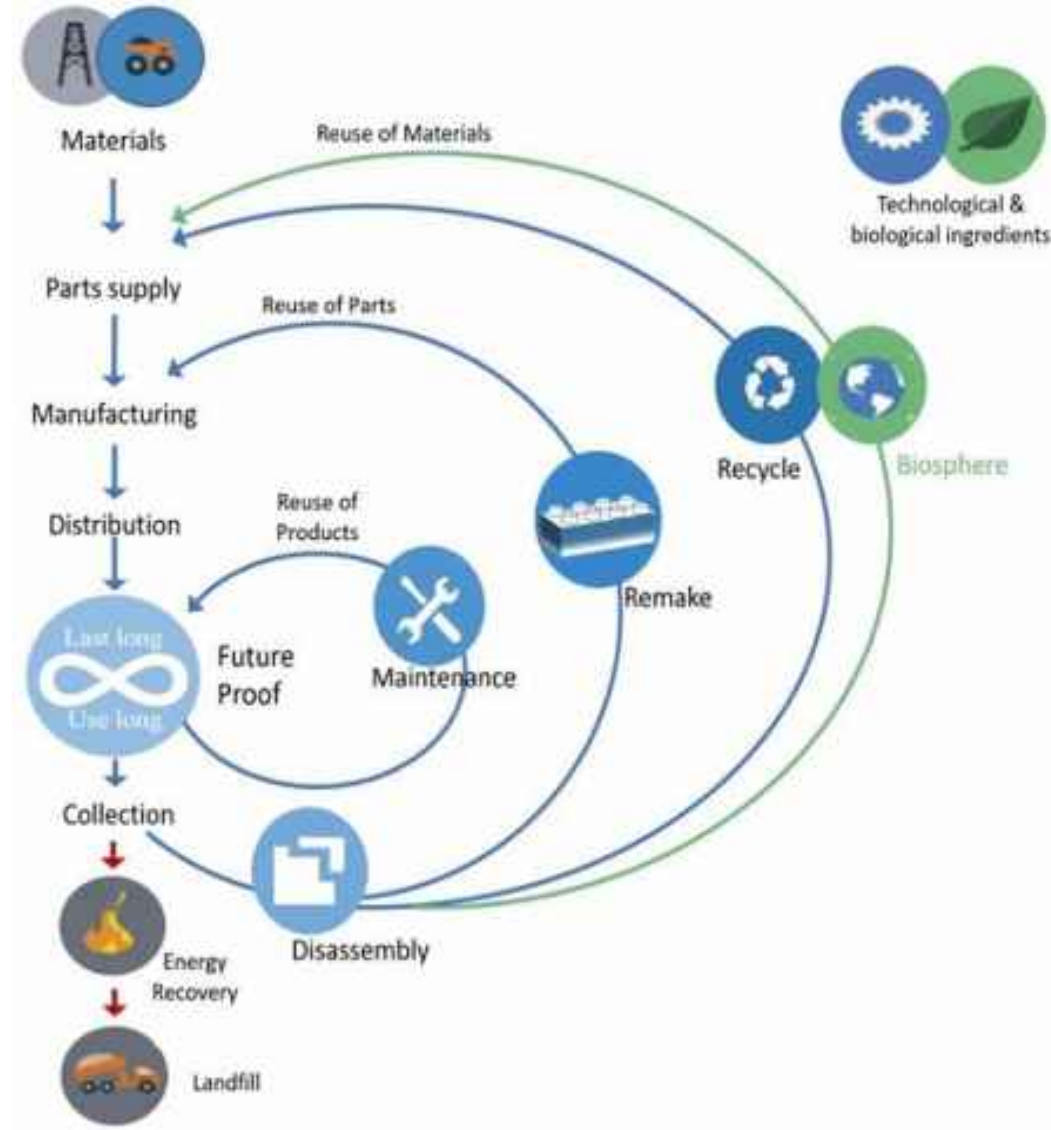 Materials
Reuse of Materials
Technological &
biological ingredients
Parts supply
Reuse of Parts
Manufacturing
Recycle
Biosphere
Distribution
Reuse of
Products
Remake
Last long
Use long
Future
Proof
Maintenance
Collection
Disassembly
Energy
Recovery
Landfill